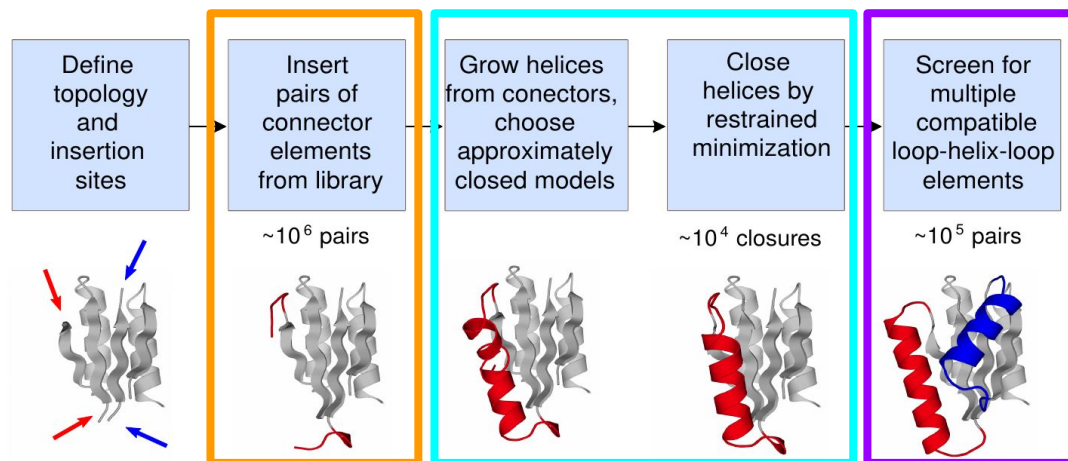 Define
topology
and
insertion
sites
Insert
pairs of
connector
elements
from library
Grow helices
from conectors,
choose
approximately
closed models
Close
helices by
restrained
minimization
Screen for
multiple
compatible
loop-helix-loop
elements
~10⁶ pairs
~10⁴ closures
~10⁵ pairs